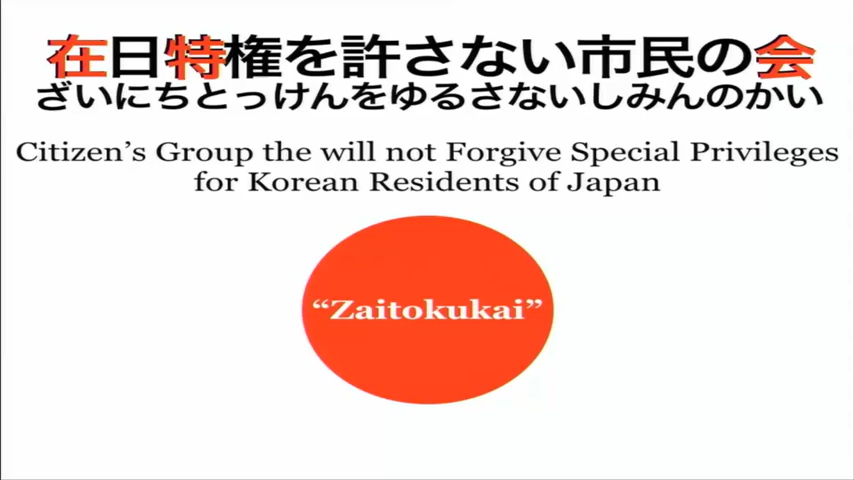 在日特権を許さない市民の会
ざいにちとっけんをゆるさないしみんのかい
Citizen’s Group the will not Forgive Special Privileges
for Korean Residents of Japan
“Zaitokukai”